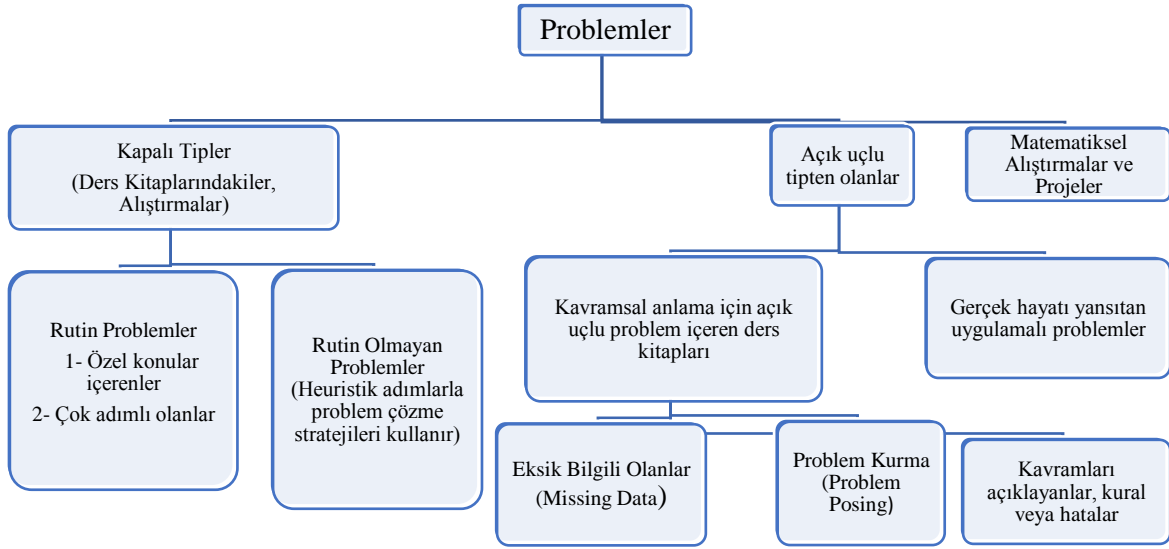 Problemler
Kapalı Tipler
(Ders Kitaplarındakiler,
Alıştırmalar)
Açık uçlu
tipten olanlar
Matematiksel
Alıştırmalar ve
Projeler
Rutin Problemler
1- Özel konular
içerenler
2- Çok adımlı olanlar
Rutin Olmayan
Problemler
(Heuristik adımlarla
problem çözme
stratejileri kullanır)
Kavramsal anlama için açık
uçlu problem içeren ders
kitapları
Gerçek hayatı yansıtan
uygulamalı problemler
Eksik Bilgili Olanlar
(Missing Data)
Problem Kurma
(Problem
Posing)
Kavramları
açıklayanlar, kural
veya hatalar